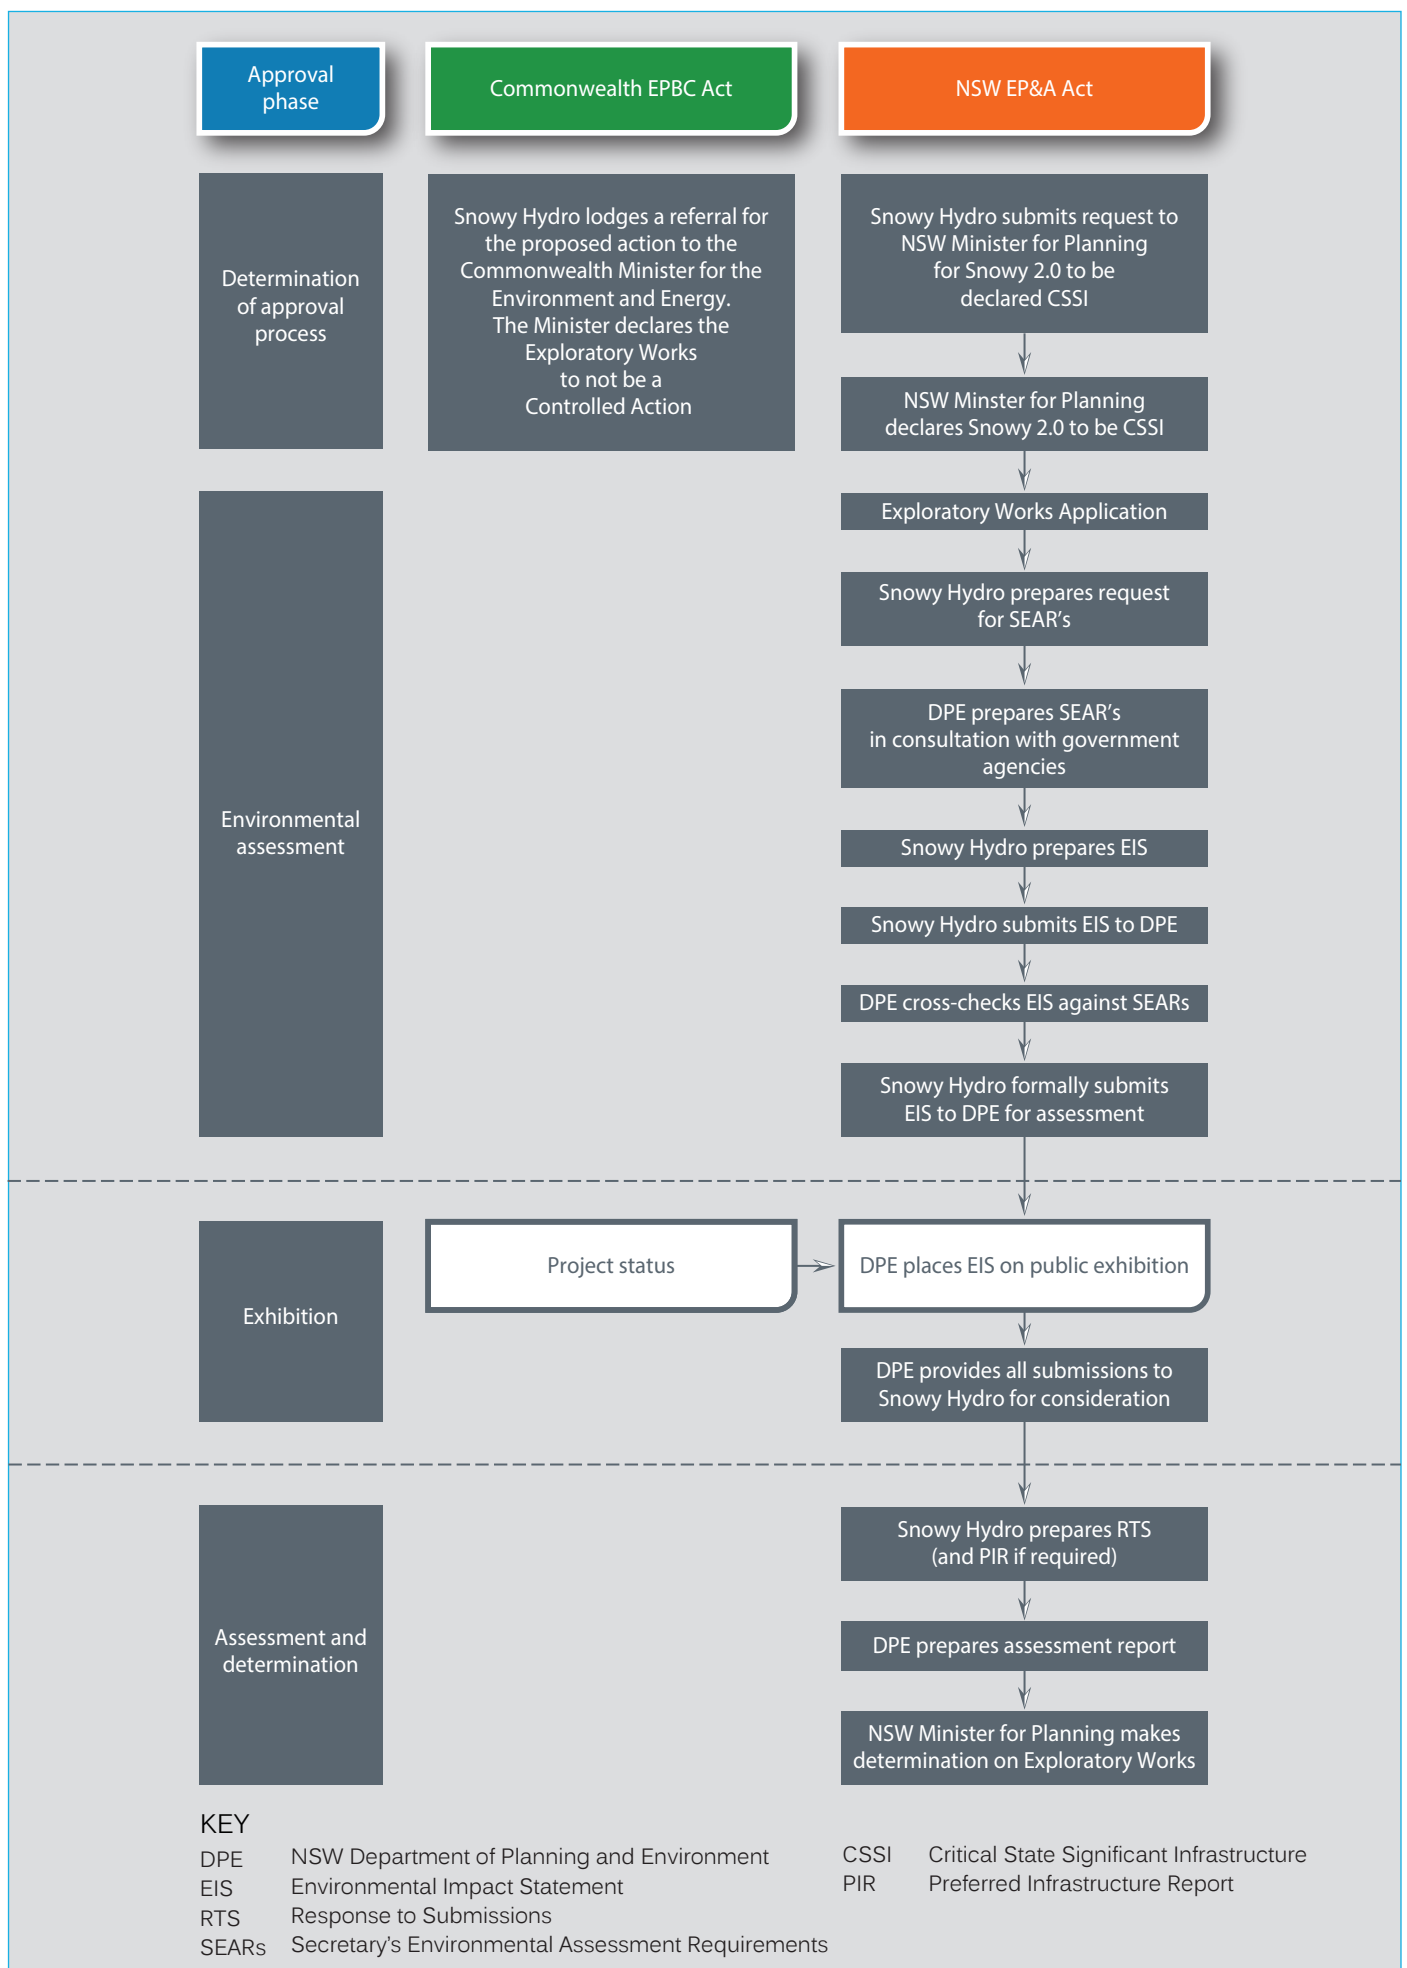 Approval
phase
Commonwealth EPBC Act
NSW EP&A Act
Determination
of approval
process
Snowy Hydro lodges a referral for
the proposed action to the
Commonwealth Minister for the
Environment and Energy.
The Minister declares the
Exploratory Works
to not be a
Controlled Action
Snowy Hydro submits request to
NSW Minister for Planning
for Snowy 2.0 to be
declared CSSI
NSW Minster for Planning
declares Snowy 2.0 to be CSSI
Environmental
assessment
Exploratory Works Application
Snowy Hydro prepares request
for SEAR's
DPE prepares SEAR's
in consultation with government
agencies
Snowy Hydro prepares EIS
Snowy Hydro submits EIS to DPE
DPE cross-checks EIS against SEARs
Snowy Hydro formally submits
EIS to DPE for assessment
Exhibition
Project status
DPE places EIS on public exhibition
DPE provides all submissions to
Snowy Hydro for consideration
Assessment and
determination
Snowy Hydro prepares RTS
(and PIR if required)
DPE prepares assessment report
NSW Minister for Planning makes
determination on Exploratory Works
KEY
DPE NSW Department of Planning and Environment
EIS Environmental Impact Statement
RTS Response to Submissions
SEARs Secretary's Environmental Assessment Requirements
CSSI Critical State Significant Infrastructure
PIR Preferred Infrastructure Report